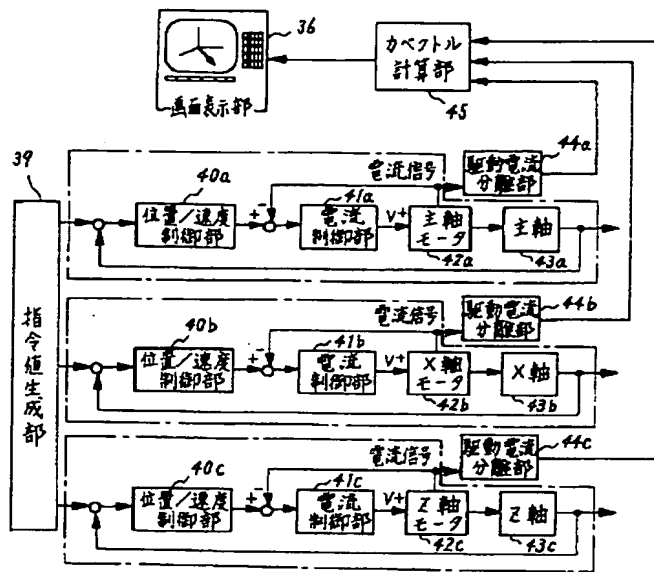 36
画面表示部
力ベクトル
計算部
45
39
指令値生成部
電流信号
駆動電流
分離部
44a
40a
位置/速度
制御部
+
-
41a
電流
制御部
V+
主軸
モータ
42a
主軸
43a
電流信号
駆動電流
分離部
44b
40b
位置/速度
制御部
+
-
41b
電流
制御部
V+
X軸
モータ
42b
X軸
43b
電流信号
駆動電流
分離部
44c
40c
位置/速度
制御部
+
-
41c
電流
制御部
V+
Z軸
モータ
42c
Z軸
43c